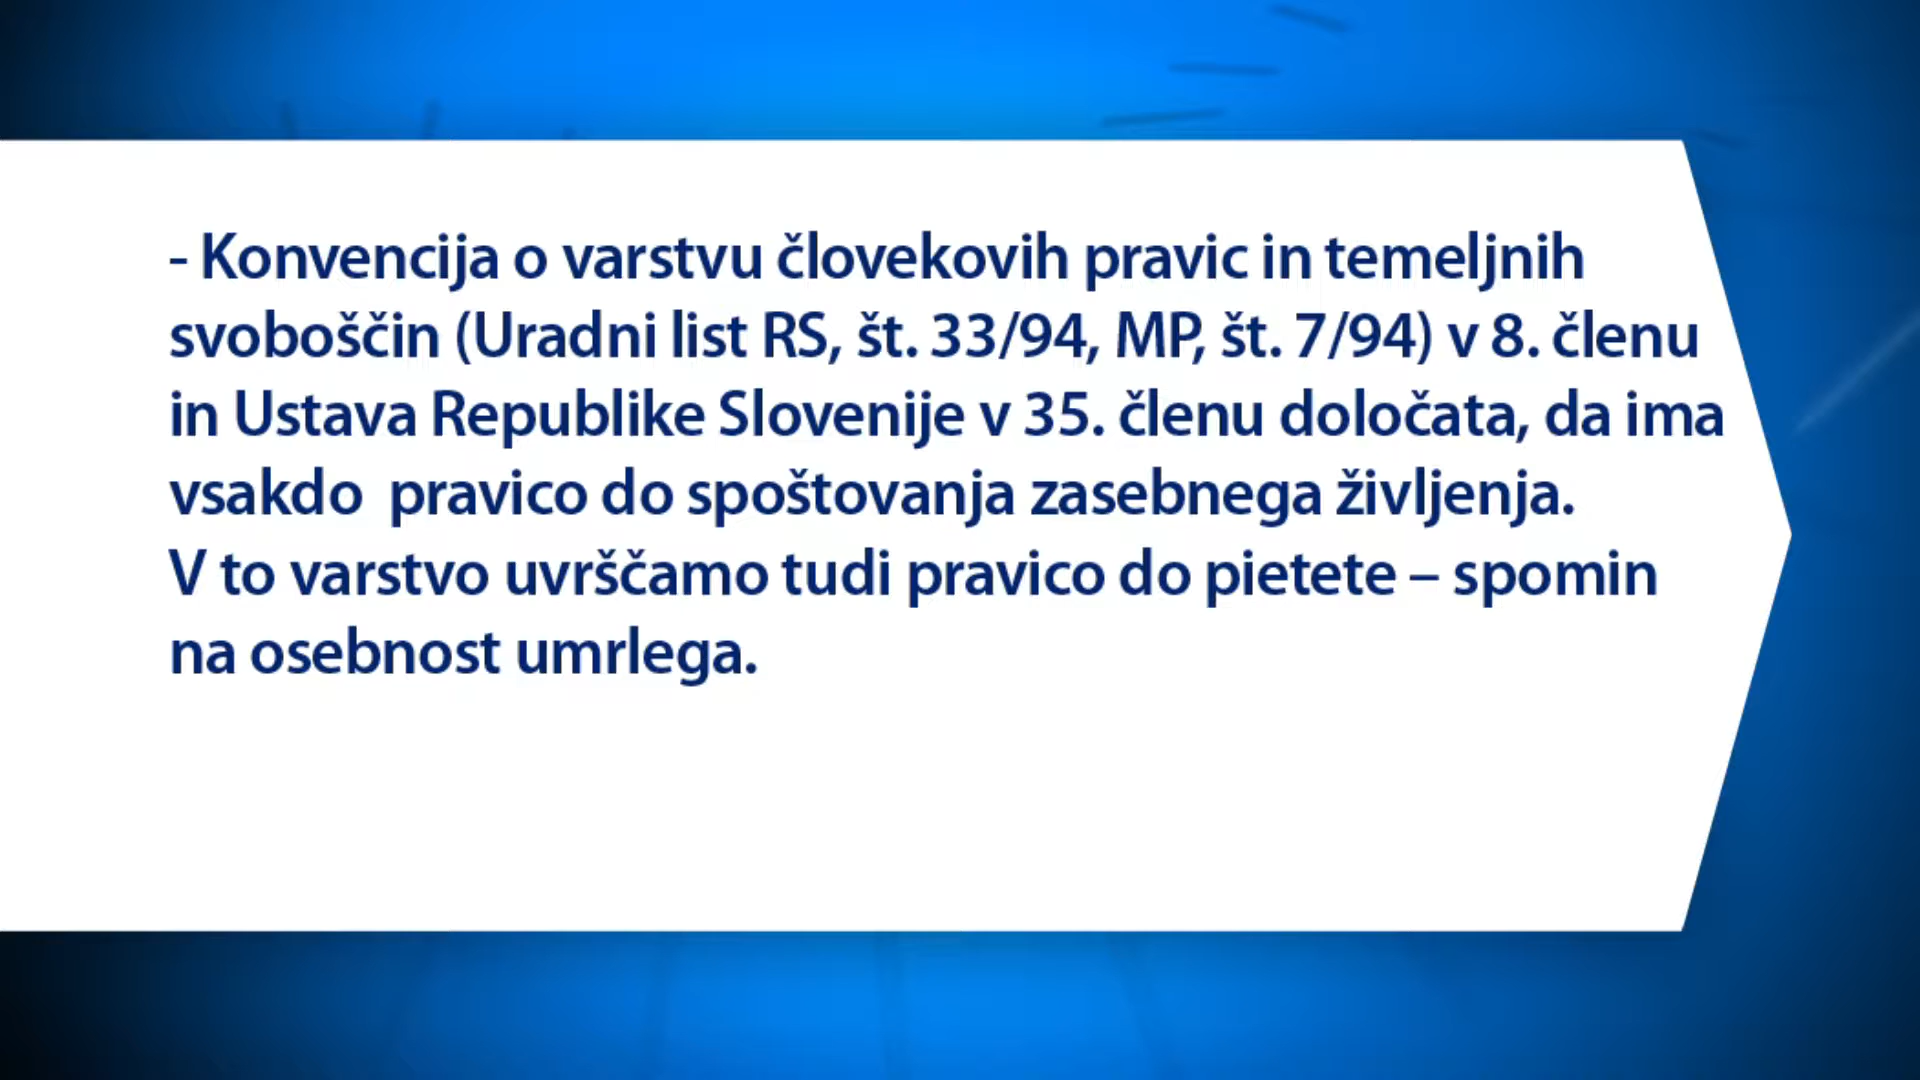 - Konvencija o varstvu človekovih pravic in temeljnih
svoboščin (Uradni list RS, št. 33/94, MP, št. 7/94) v 8. členu
in Ustava Republike Slovenije v 35. členu določata, da ima
vsakdo  pravico do spoštovanja zasebnega življenja.
V to varstvo uvrščamo tudi pravico do pietete – spomin
na osebnost umrlega.